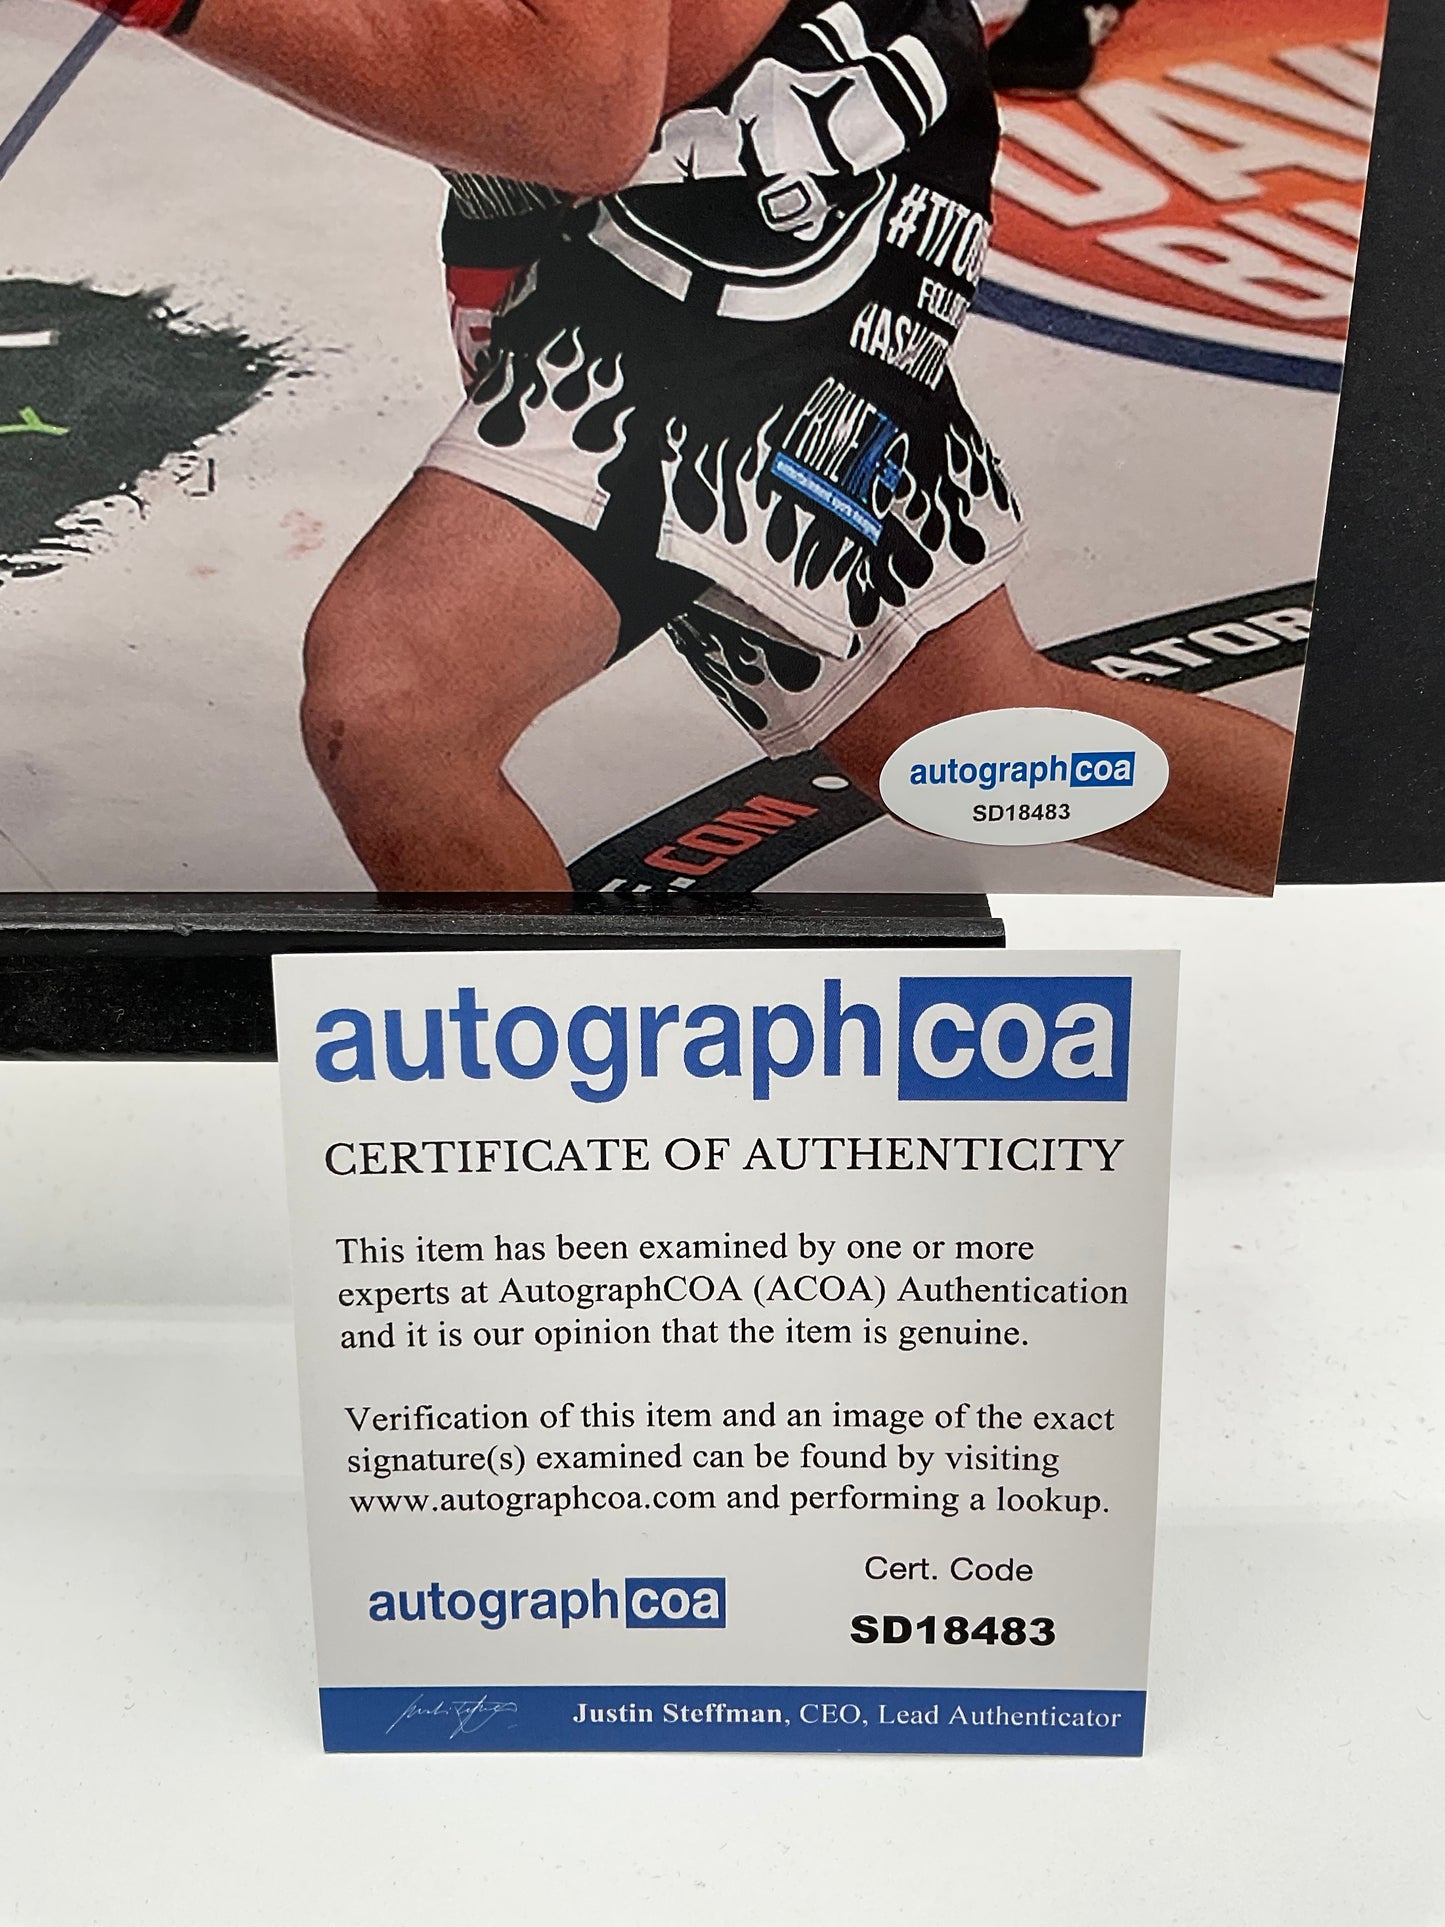 PRIME
ATOR
.COM
autographcoa
SD18483
autographcoa
CERTIFICATE OF AUTHENTICITY
This item has been examined by one or more
experts at AutographCOA (ACOA) Authentication
and it is our opinion that the item is genuine.
Verification of this item and an image of the exact
signature(s) examined can be found by visiting
www.autographcoa.com and performing a lookup.
Cert. Code
autographcoa
SD18483
Justin Steffman, CEO, Lead Authenticator